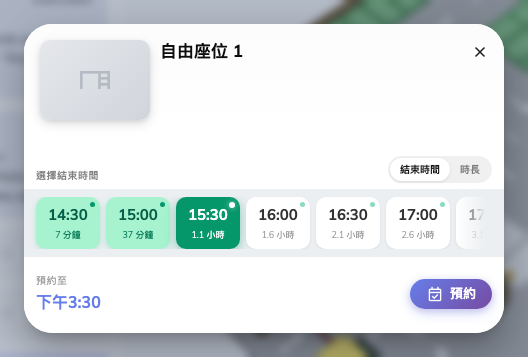 自由座位 1
選擇結束時間
結束時間 時長
14:30 15:00 15:30 16:00 16:30 17:00 17
7 分鐘 37 分鐘 1.1 小時 1.6 小時 2.1 小時 2.6 小時 3.
預約至
下午3:30
預約